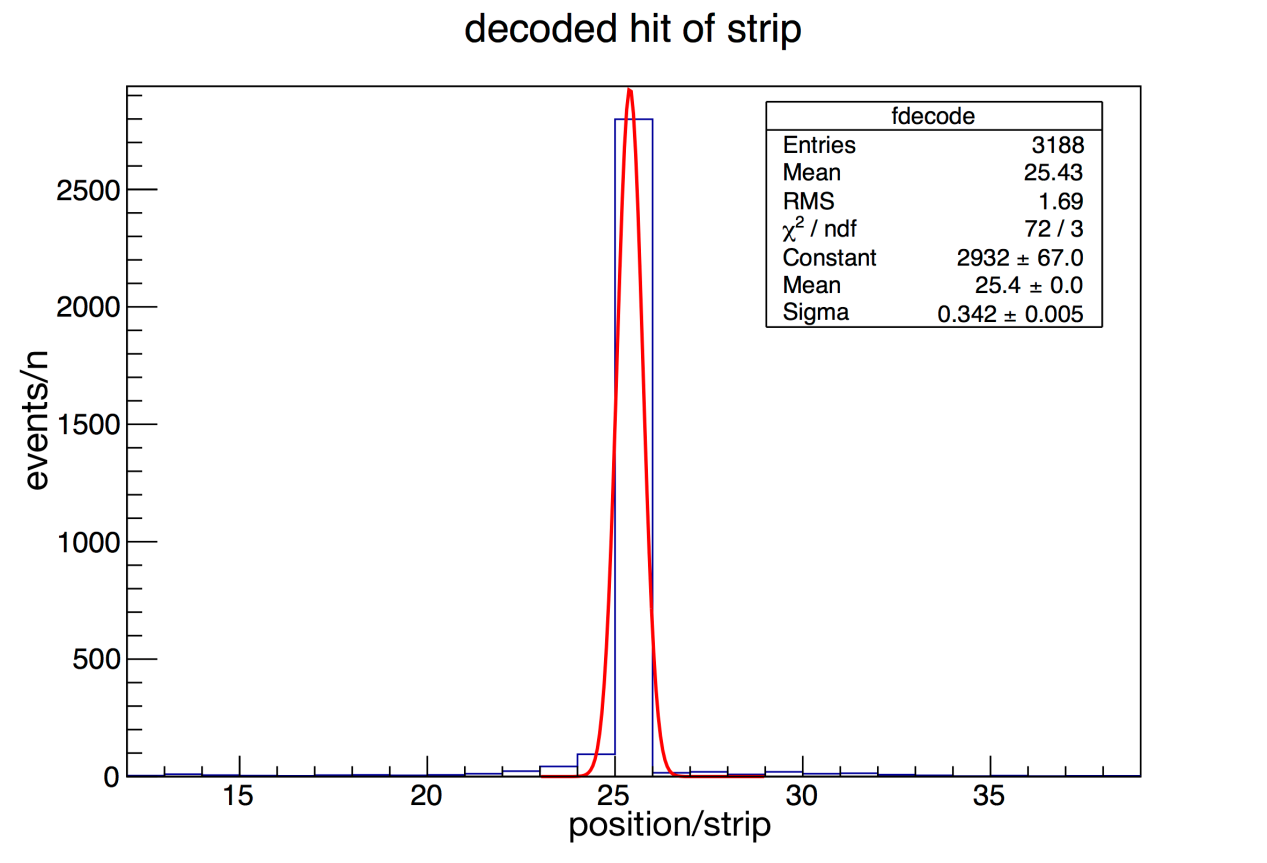 decoded hit of strip
fdecode
Entries 3188
Mean 25.43
RMS 1.69
χ² / ndf 72 / 3
Constant 2932 ± 67.0
Mean 25.4 ± 0.0
Sigma 0.342 ± 0.005
events/n
2500
2000
1500
1000
500
0
15 20 25 30 35
position/strip